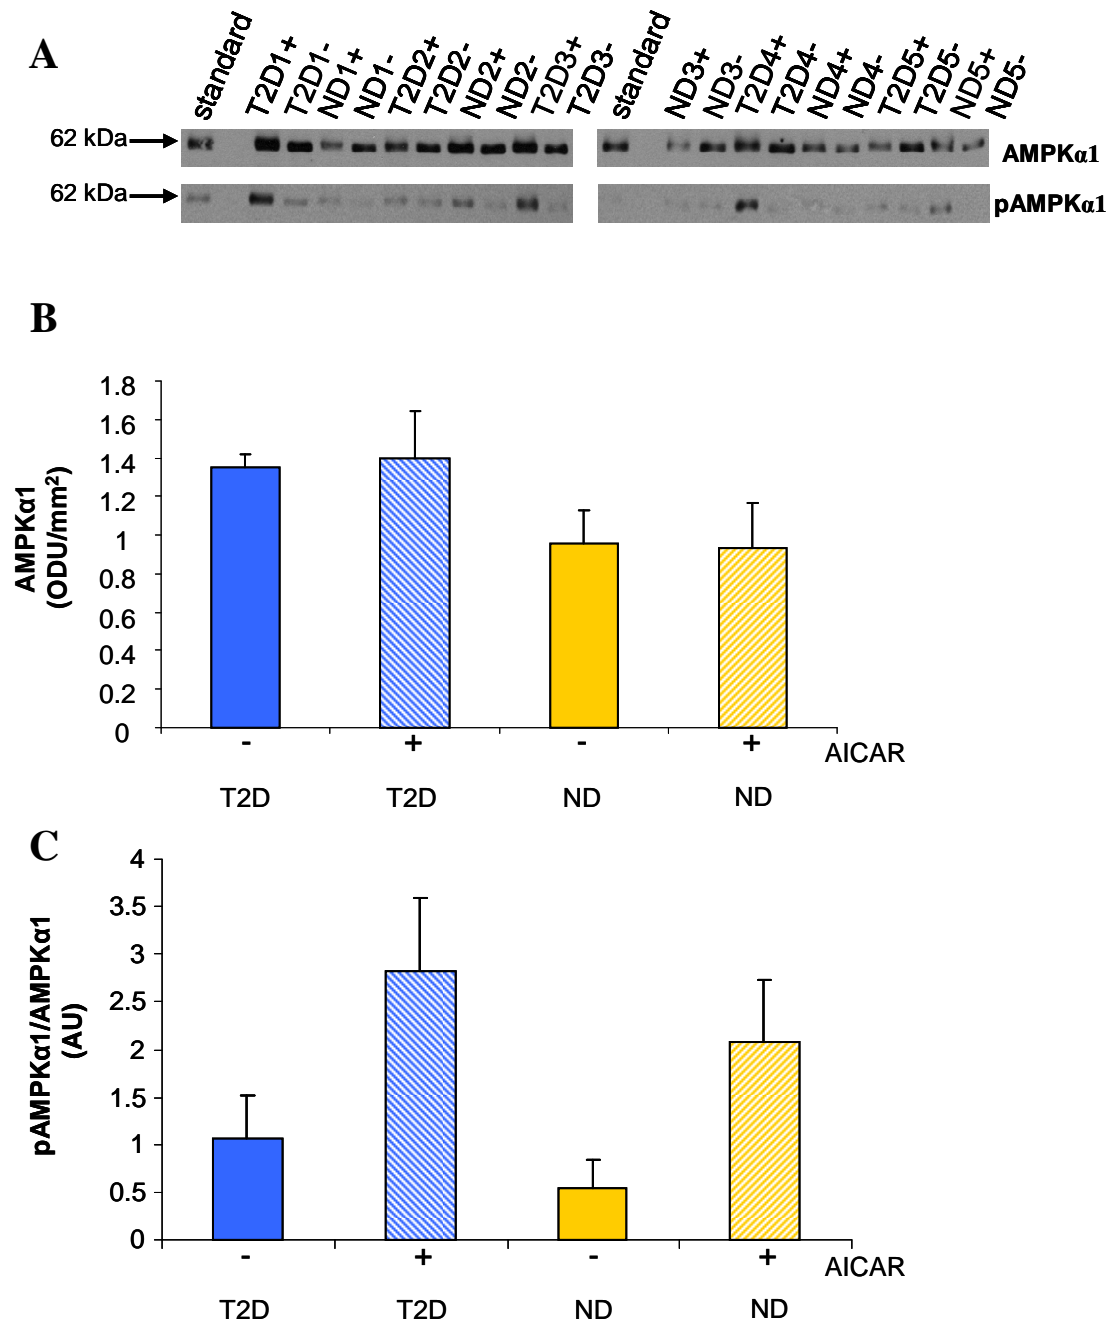 A
standard T2D1+ T2D1- ND1+ ND1- T2D2+ T2D2- ND2+ ND2- T2D3+ T2D3- standard ND3+ ND3- T2D4+ T2D4- ND4+ ND4- T2D5+ T2D5- ND5+ ND5-
62 kDa AMPKα1
62 kDa pAMPKα1
B
AMPKα1
(ODU/mm²)
1.8
1.6
1.4
1.2
1
0.8
0.6
0.4
0.2
0
- + - + AICAR
T2D T2D ND ND
C
pAMPKα1/AMPKα1
(AU)
4
3.5
3
2.5
2
1.5
1
0.5
0
- + - + AICAR
T2D T2D ND ND